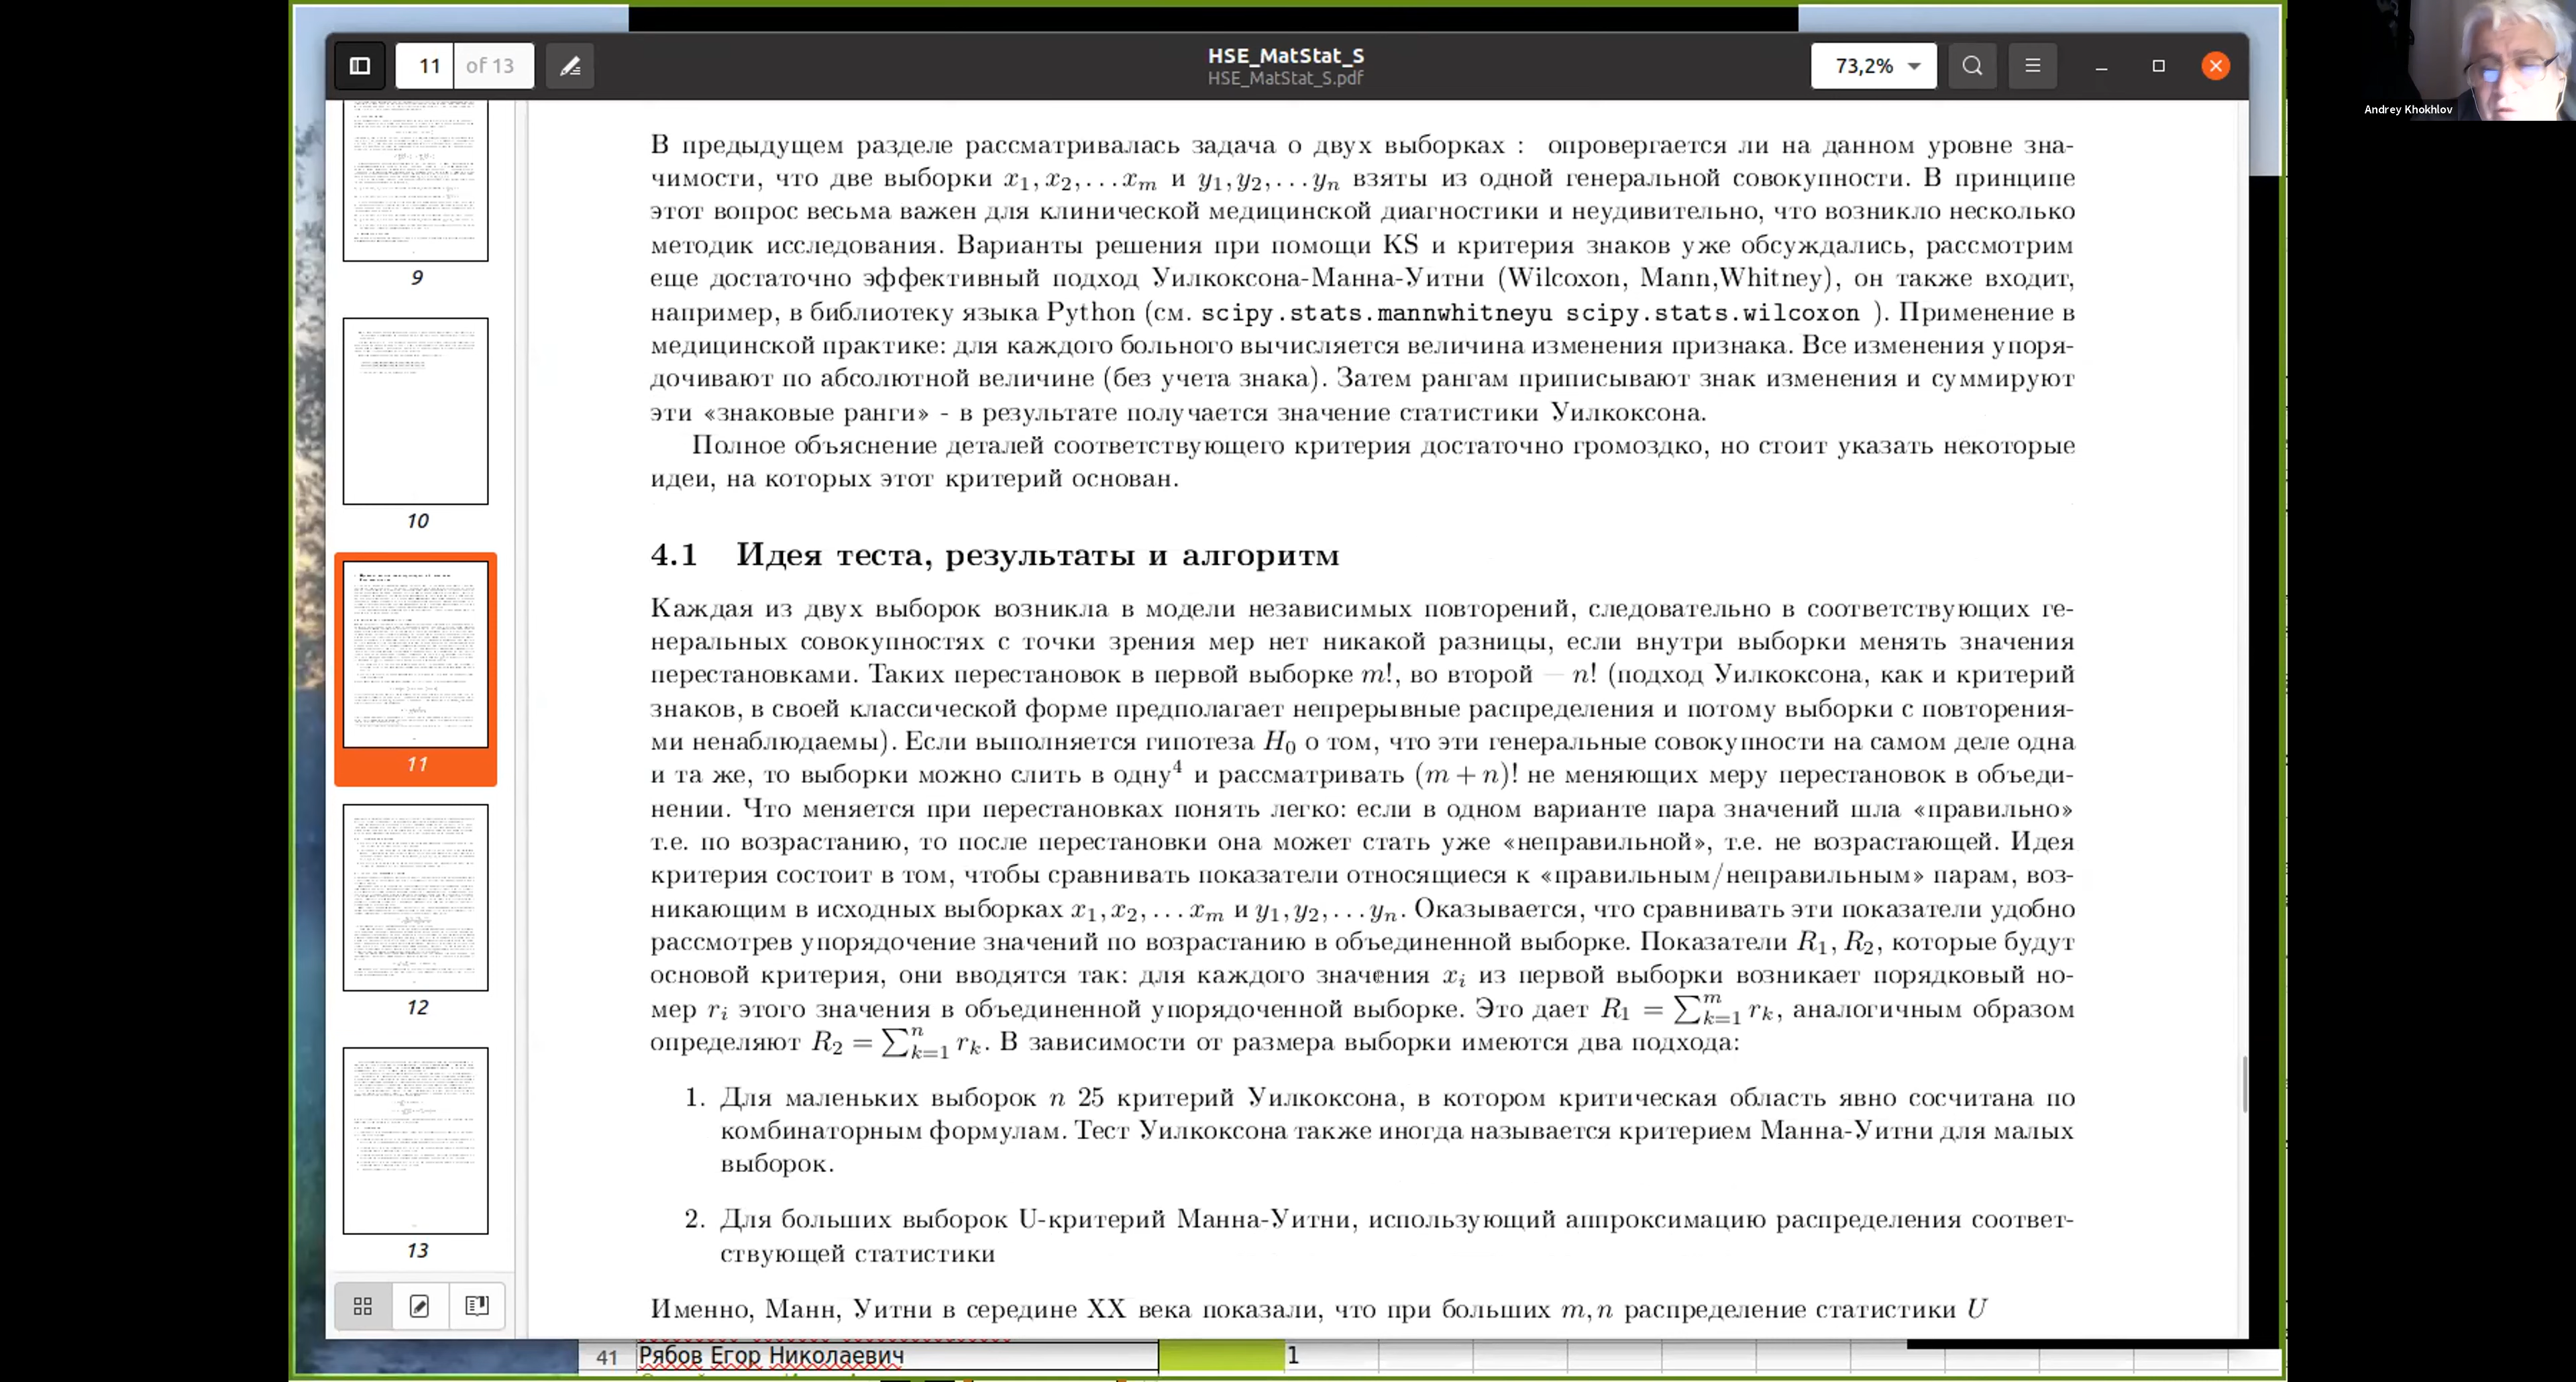 11 of 13
HSE_MatStat_S
HSE_MatStat_S.pdf
73,2%
Andrey Khokhlov
9
10
11
12
13
В предыдущем разделе рассматривалась задача о двух выборках : опровергается ли на данном уровне зна-
чимости, что две выборки x₁, x₂, . . . xₘ и y₁, y₂, . . . yₙ взяты из одной генеральной совокупности. В принципе
этот вопрос весьма важен для клинической медицинской диагностики и неудивительно, что возникло несколько
методик исследования. Варианты решения при помощи KS и критерия знаков уже обсуждались, рассмотрим
еще достаточно эффективный подход Уилкоксона-Манна-Уитни (Wilcoxon, Mann,Whitney), он также входит,
например, в библиотеку языка Python (см. scipy.stats.mannwhitneyu scipy.stats.wilcoxon ). Применение в
медицинской практике: для каждого больного вычисляется величина изменения признака. Все изменения упоря-
дочивают по абсолютной величине (без учета знака). Затем рангам приписывают знак изменения и суммируют
эти «знаковые ранги» - в результате получается значение статистики Уилкоксона.
Полное объяснение деталей соответствующего критерия достаточно громоздко, но стоит указать некоторые
идеи, на которых этот критерий основан.
4.1 Идея теста, результаты и алгоритм
Каждая из двух выборок возникла в модели независимых повторений, следовательно в соответствующих ге-
неральных совокупностях с точки зрения мер нет никакой разницы, если внутри выборки менять значения
перестановками. Таких перестановок в первой выборке m!, во второй — n! (подход Уилкоксона, как и критерий
знаков, в своей классической форме предполагает непрерывные распределения и потому выборки с повторения-
ми ненаблюдаемы). Если выполняется гипотеза H₀ о том, что эти генеральные совокупности на самом деле одна
и та же, то выборки можно слить в одну⁴ и рассматривать (m + n)! не меняющих меру перестановок в объеди-
нении. Что меняется при перестановках понять легко: если в одном варианте пара значений шла «правильно»
т.е. по возрастанию, то после перестановки она может стать уже «неправильной», т.е. не возрастающей. Идея
критерия состоит в том, чтобы сравнивать показатели относящиеся к «правильным/неправильным» парам, воз-
никающим в исходных выборках x₁, x₂, . . . xₘ и y₁, y₂, . . . yₙ. Оказывается, что сравнивать эти показатели удобно
рассмотрев упорядочение значений по возрастанию в объединенной выборке. Показатели R₁, R₂, которые будут
основой критерия, они вводятся так: для каждого значения xᵢ из первой выборки возникает порядковый но-
мер rᵢ этого значения в объединенной упорядоченной выборке. Это дает R₁ = ∑ᵐₖ₌₁ rₖ, аналогичным образом
определяют R₂ = ∑ⁿₖ₌₁ rₖ. В зависимости от размера выборки имеются два подхода:
1. Для маленьких выборок n 25 критерий Уилкоксона, в котором критическая область явно сосчитана по
комбинаторным формулам. Тест Уилкоксона также иногда называется критерием Манна-Уитни для малых
выборок.
2. Для больших выборок U-критерий Манна-Уитни, использующий аппроксимацию распределения соответ-
ствующей статистики
Именно, Манн, Уитни в середине XX века показали, что при больших m, n распределение статистики U
41 Рябов Егор Николаевич 1